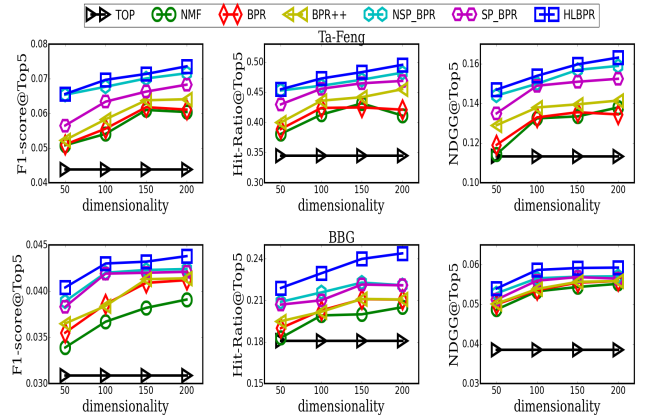 TOP NMF BPR BPR++ NSP_BPR SP_BPR HLBPR
Ta-Feng
F1-score@Top5
0.08
0.07
0.06
0.05
0.04
50 100 150 200
dimensionality
Hit-Ratio@Top5
0.50
0.45
0.40
0.35
0.30
50 100 150 200
dimensionality
NDGG@Top5
0.16
0.14
0.12
0.10
50 100 150 200
dimensionality
BBG
F1-score@Top5
0.045
0.040
0.035
0.030
50 100 150 200
dimensionality
Hit-Ratio@Top5
0.24
0.21
0.18
0.15
50 100 150 200
dimensionality
NDGG@Top5
0.06
0.05
0.04
0.03
50 100 150 200
dimensionality